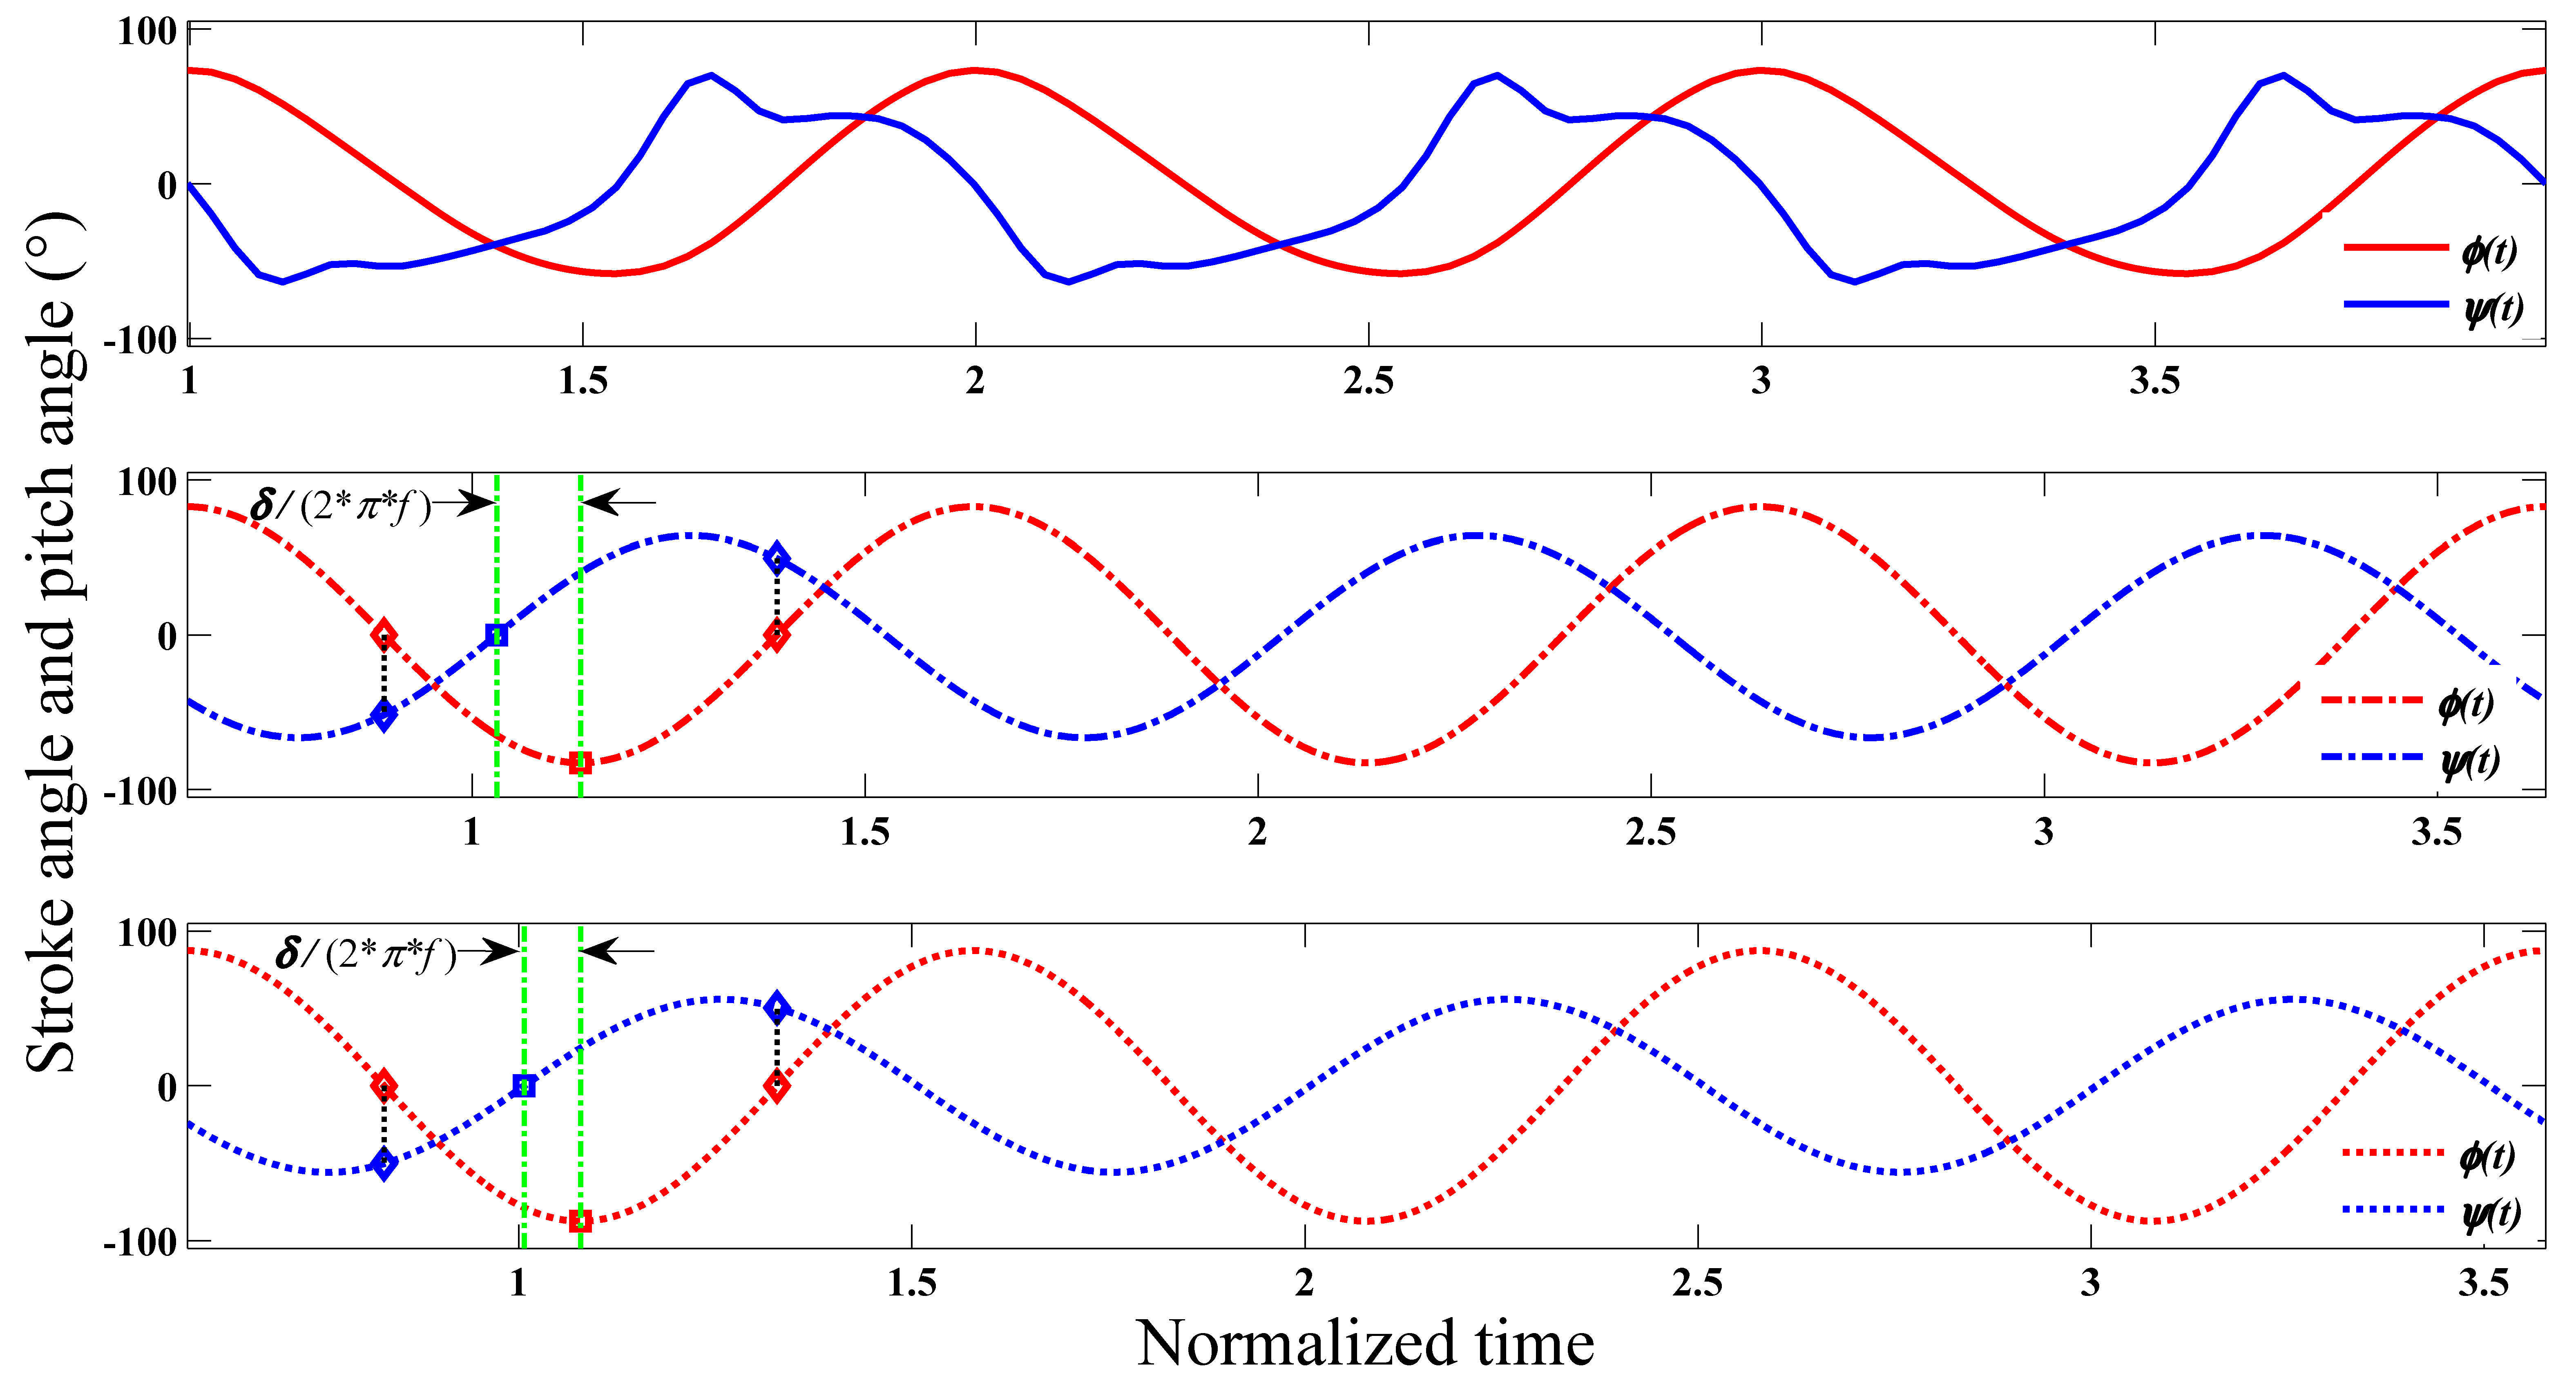 Stroke angle and pitch angle (°)
100
0
-100
ϕ(t)
ψ(t)
1 1.5 2 2.5 3 3.5
δ/(2*π*f)
100
0
-100
ϕ(t)
ψ(t)
1 1.5 2 2.5 3 3.5
δ/(2*π*f)
100
0
-100
ϕ(t)
ψ(t)
1 1.5 2 2.5 3 3.5
Normalized time